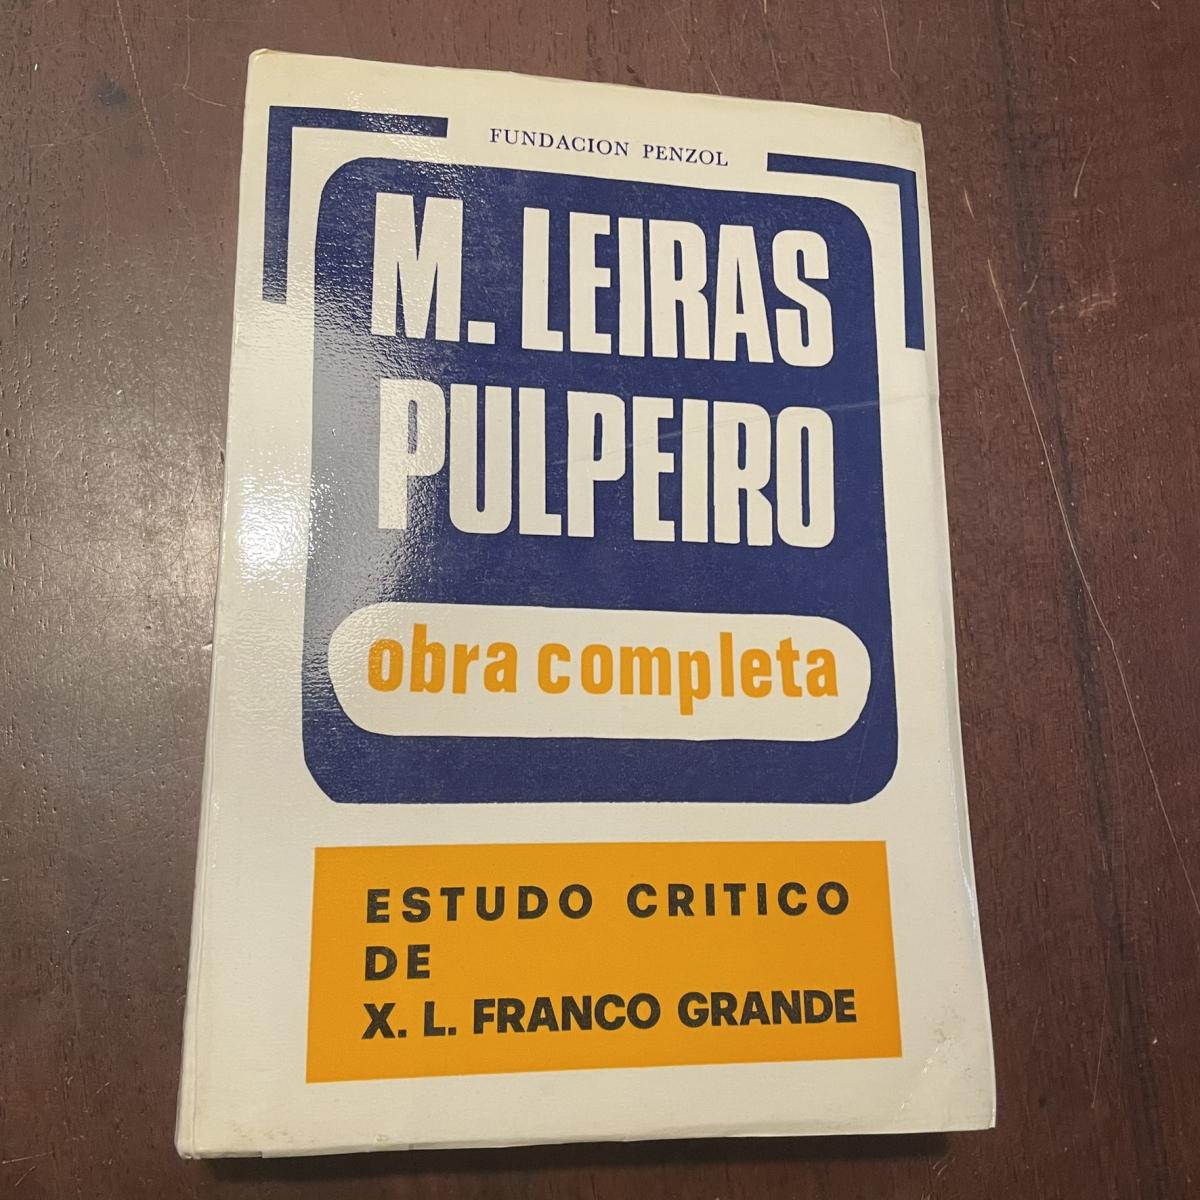 FUNDACION PENZOL
M. LEIRAS
PULPEIRO
obra completa
ESTUDO CRITICO
DE
X. L. FRANCO GRANDE